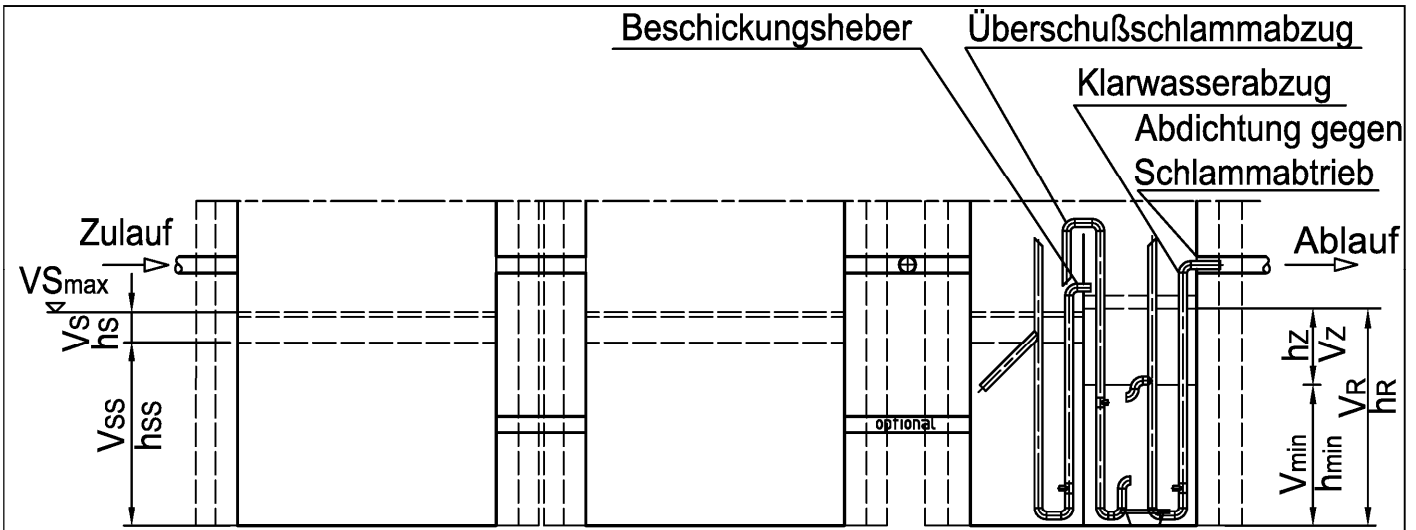 Beschickungsheber
Überschußschlammabzug
Klarwasserabzug
Abdichtung gegen
Schlammabtrieb
Zulauf
Ablauf
VSmax
VS
hS
VSS
hSS
optional
hZ
VZ
VR
hR
Vmin
hmin